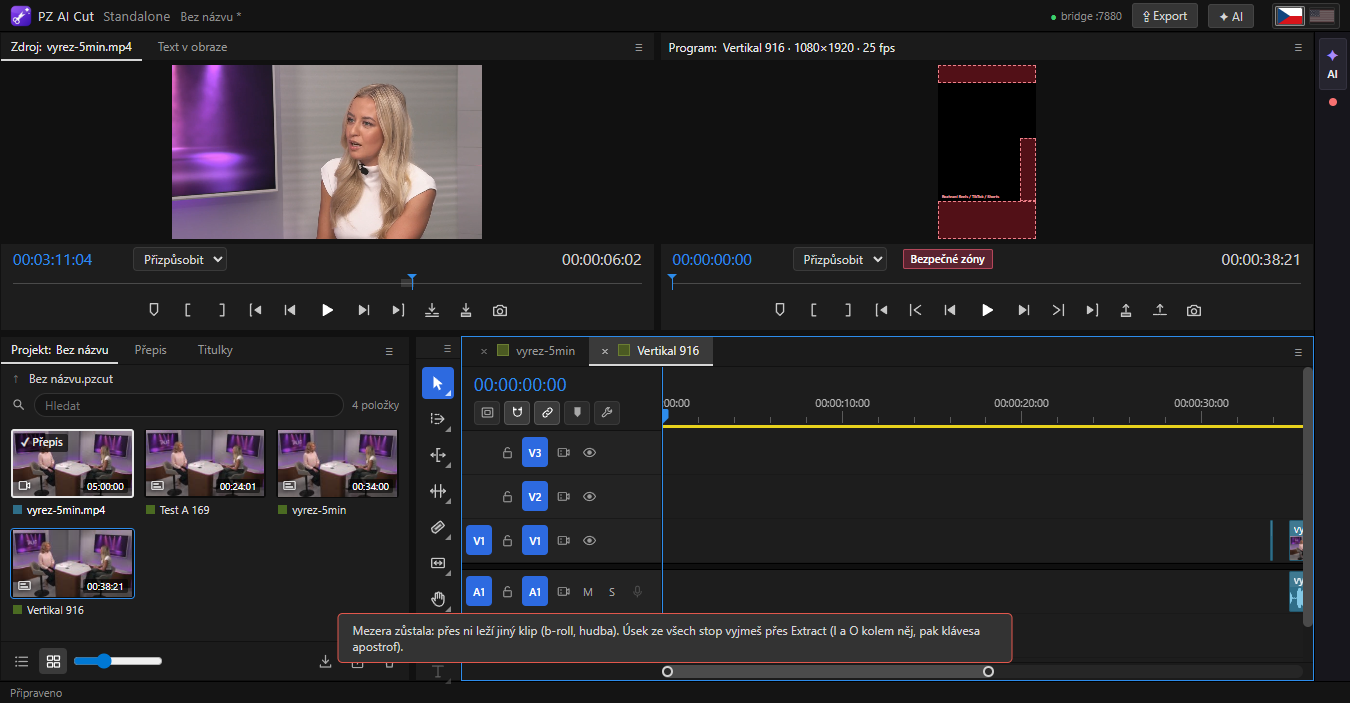 PZ AI Cut Standalone Bez názvu *
bridge :7880
Export
AI
Zdroj: vyrez-5min.mp4
Text v obraze
Program: Vertikal 916 · 1080×1920 · 25 fps
AI
00:03:11:04
Přizpůsobit
00:00:06:02
00:00:00:00
Přizpůsobit
Bezpečné zóny
00:00:38:21
Projekt: Bez názvu
Přepis
Titulky
Bez názvu.pzcut
Hledat
4 položky
✓ Přepis
05:00:00
vyrez-5min.mp4
00:24:01
Test A 169
00:34:00
vyrez-5min
00:38:21
Vertikal 916
× vyrez-5min
× Vertikal 916
00:00:00:00
00:00
00:00:10:00
00:00:20:00
00:00:30:00
V3
V2
V1 V1
vy
A1 A1 M S
vy
Mezera zůstala: přes ni leží jiný klip (b-roll, hudba). Úsek ze všech stop vyjmeš přes Extract (I a O kolem něj, pak klávesa
apostrof).
T
Připraveno